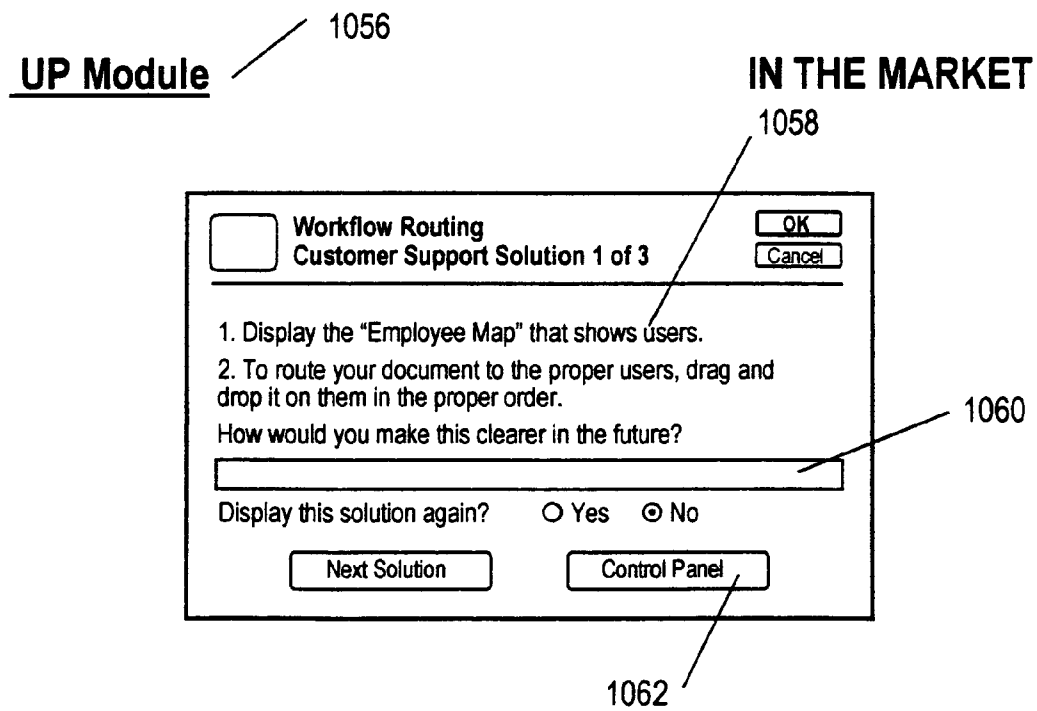 1056
UP Module
IN THE MARKET
1058
Workflow Routing
OK
Customer Support Solution 1 of 3
Cancel
1. Display the “Employee Map” that shows users.
2. To route your document to the proper users, drag and
drop it on them in the proper order.
1060
How would you make this clearer in the future?
Display this solution again? Yes No
Next Solution
Control Panel
1062